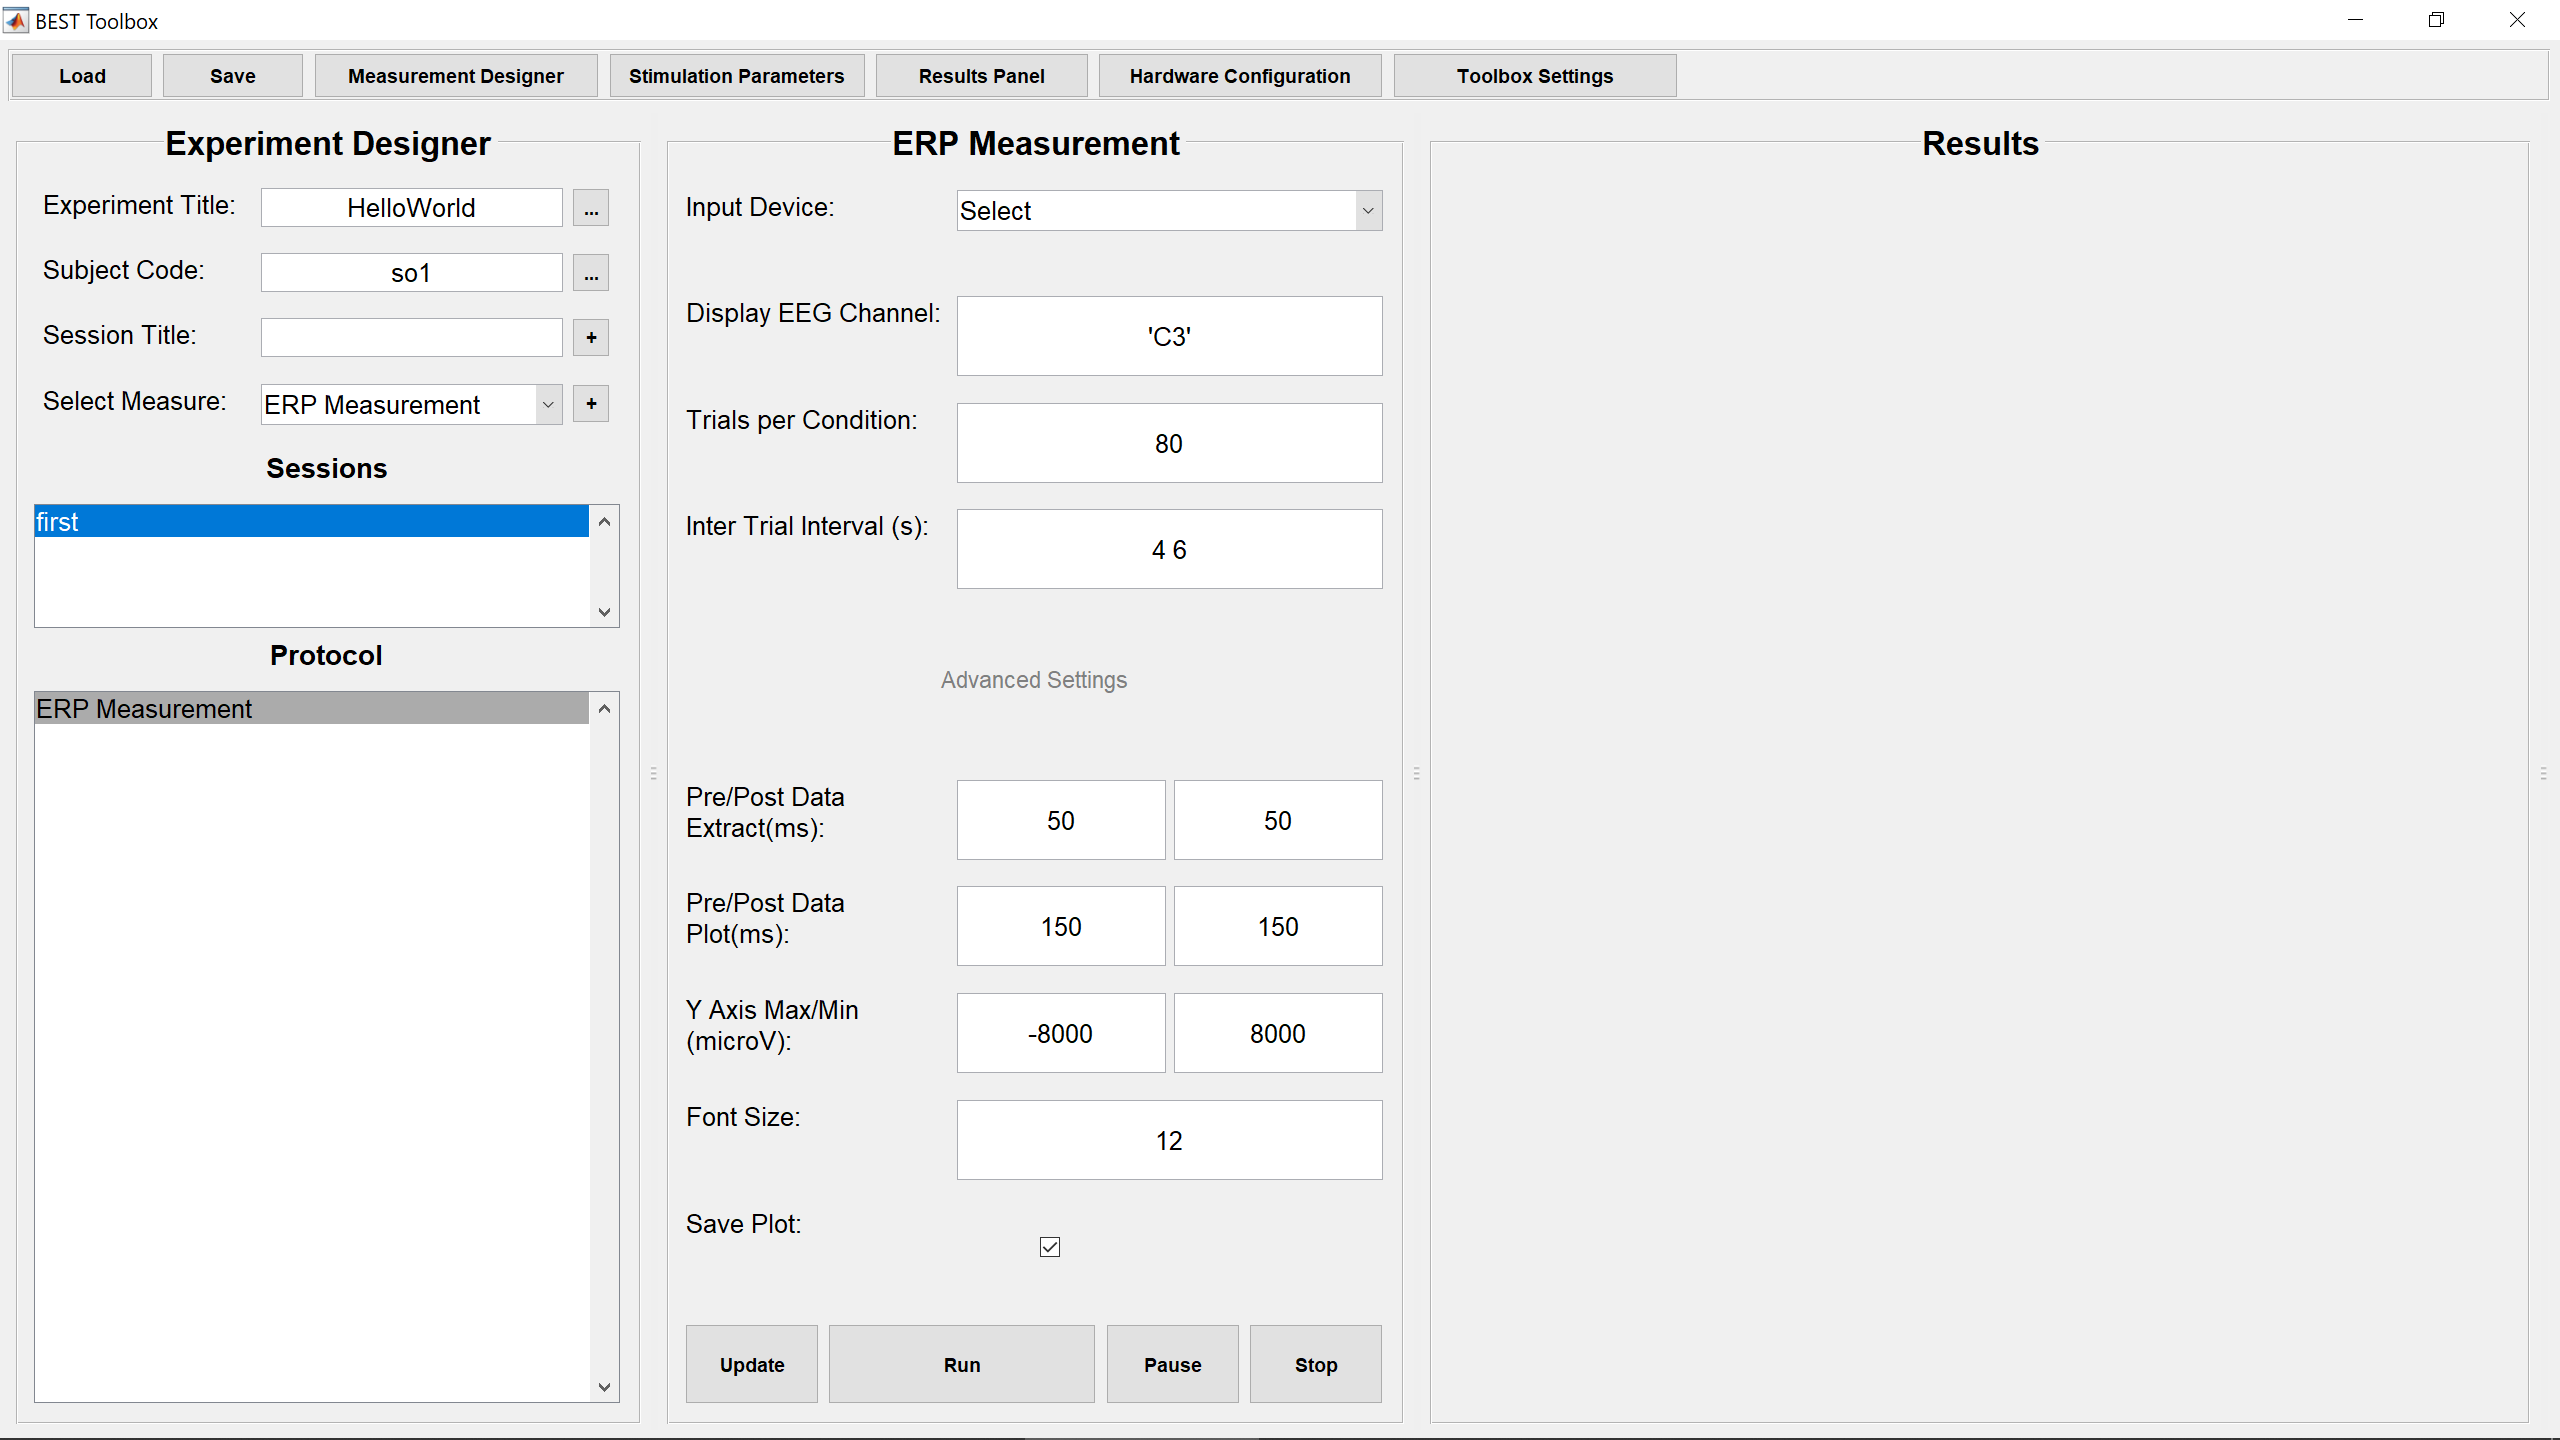 BEST Toolbox
Load Save Measurement Designer Stimulation Parameters Results Panel Hardware Configuration Toolbox Settings
Experiment Designer
Experiment Title: HelloWorld ...
Subject Code: so1 ...
Session Title: +
Select Measure: ERP Measurement +
Sessions
first
Protocol
ERP Measurement
ERP Measurement
Input Device: Select
Display EEG Channel: 'C3'
Trials per Condition: 80
Inter Trial Interval (s): 4 6
Advanced Settings
Pre/Post Data
Extract(ms): 50 50
Pre/Post Data
Plot(ms): 150 150
Y Axis Max/Min
(microV): -8000 8000
Font Size: 12
Save Plot:
Update Run Pause Stop
Results